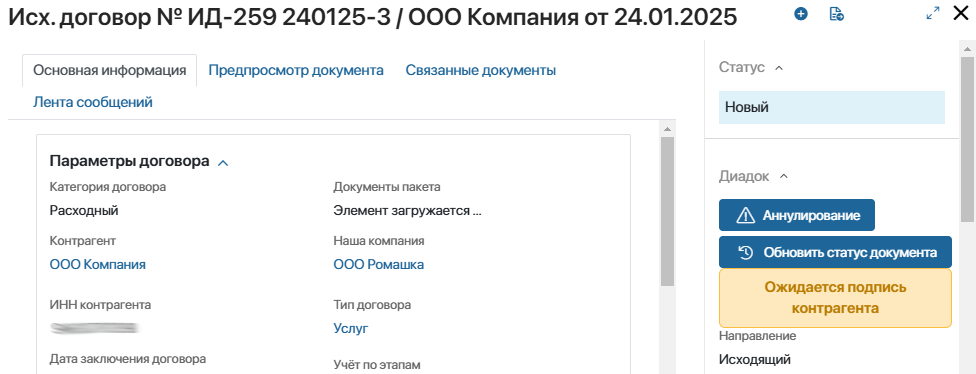 Исх. договор № ИД-259 240125-3 / ООО Компания от 24.01.2025
Основная информация
Предпросмотр документа
Связанные документы
Лента сообщений
Параметры договора
Категория договора
Документы пакета
Расходный
Элемент загружается ...
Контрагент
Наша компания
ООО Компания
ООО Ромашка
ИНН контрагента
Тип договора
Услуг
Дата заключения договора
Учёт по этапам
Статус
Новый
Диадок
Аннулирование
Обновить статус документа
Ожидается подпись
контрагента
Направление
Исходящий